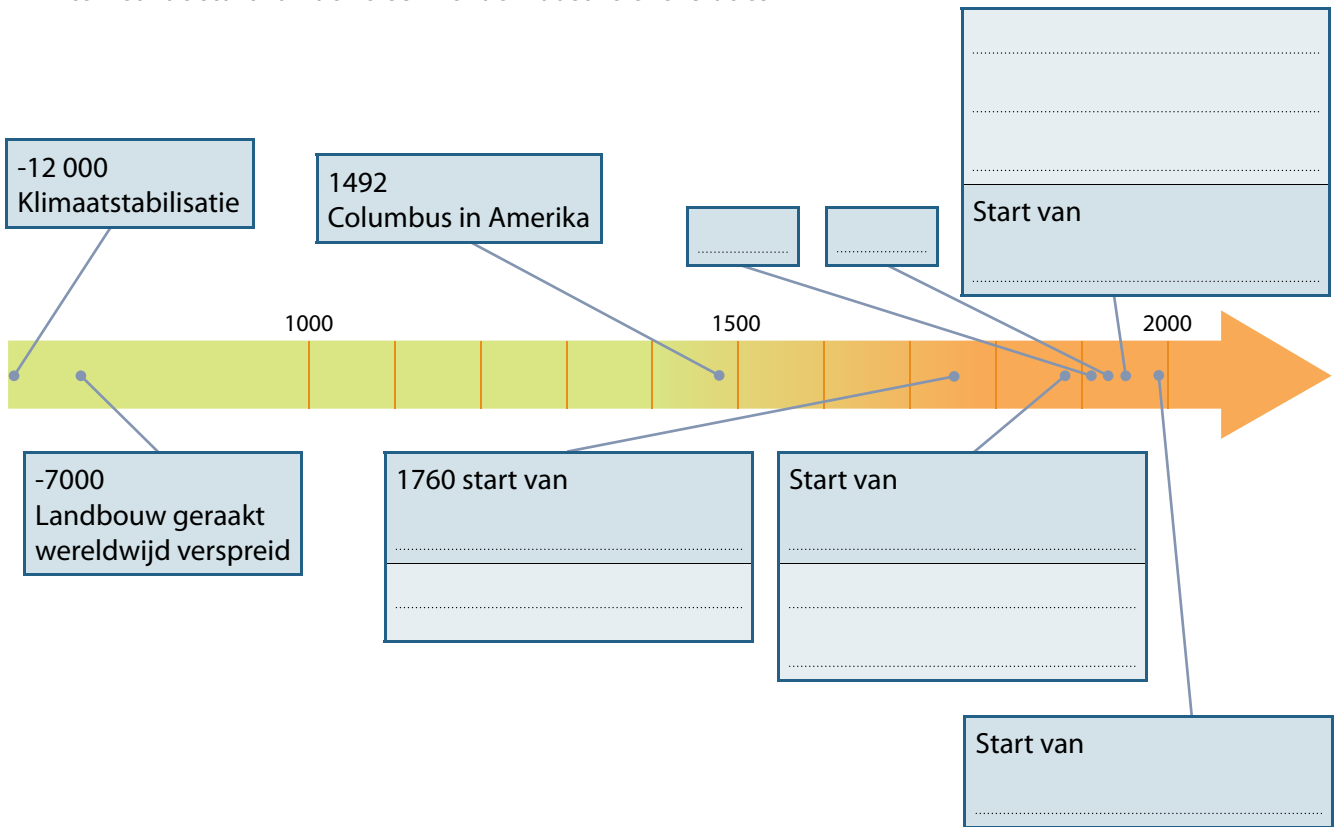 -12 000
Klimaatstabilisatie
1492
Columbus in Amerika
Start van
1000
1500
2000
-7000
Landbouw geraakt
wereldwijd verspreid
1760 start van
Start van
Start van